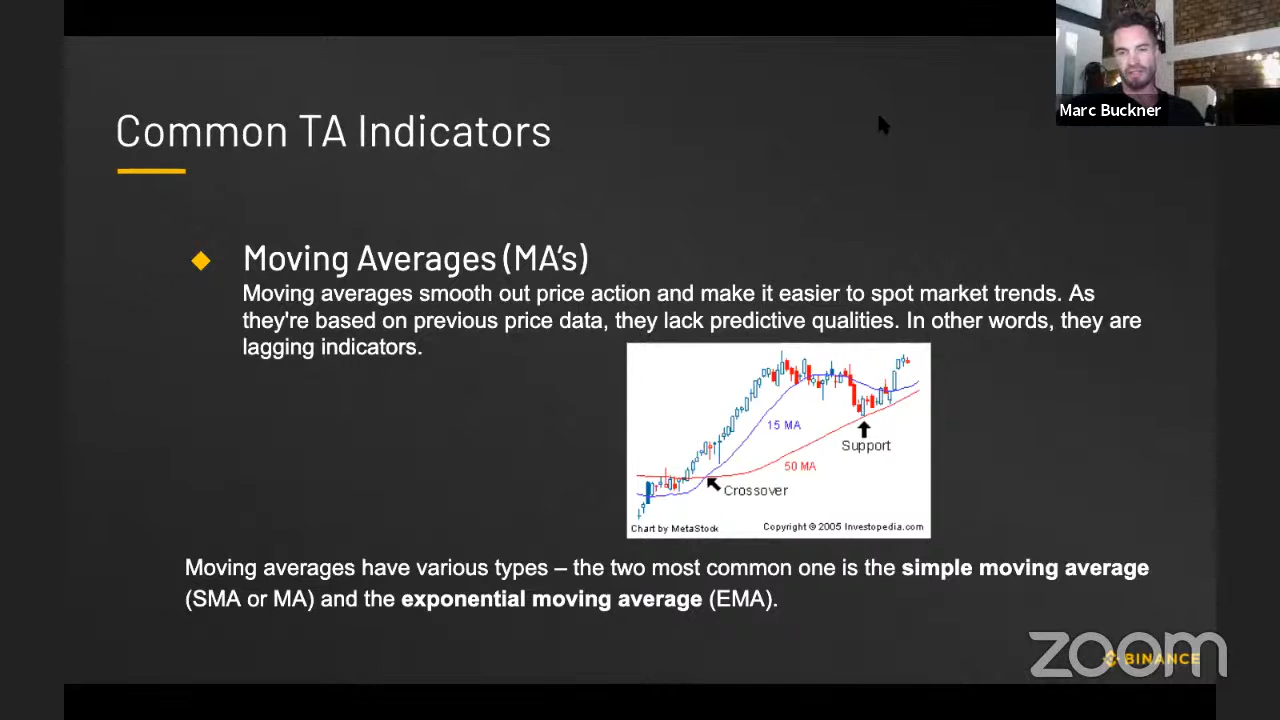 Marc Buckner
Common TA Indicators
Moving Averages (MA's)
Moving averages smooth out price action and make it easier to spot market trends. As
they're based on previous price data, they lack predictive qualities. In other words, they are
lagging indicators.
15 MA
Support
50 MA
Crossover
Chart by MetaStock
Copyright © 2005 Investopedia.com
Moving averages have various types – the two most common one is the simple moving average
(SMA or MA) and the exponential moving average (EMA).
zoom
BINANCE